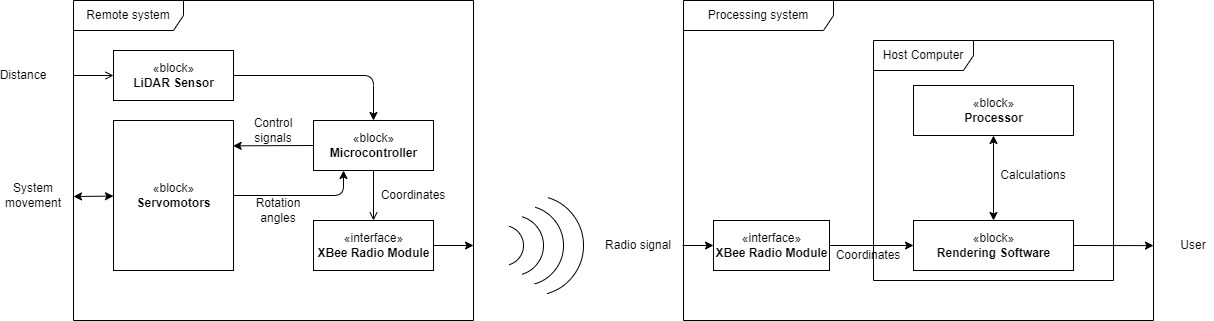 Remote system
Distance
«block»
LiDAR Sensor
Control
signals
«block»
Microcontroller
System
movement
«block»
Servomotors
Rotation
angles
Coordinates
«interface»
XBee Radio Module
Processing system
Host Computer
«block»
Processor
Calculations
Radio signal
«interface»
XBee Radio Module
Coordinates
«block»
Rendering Software
User